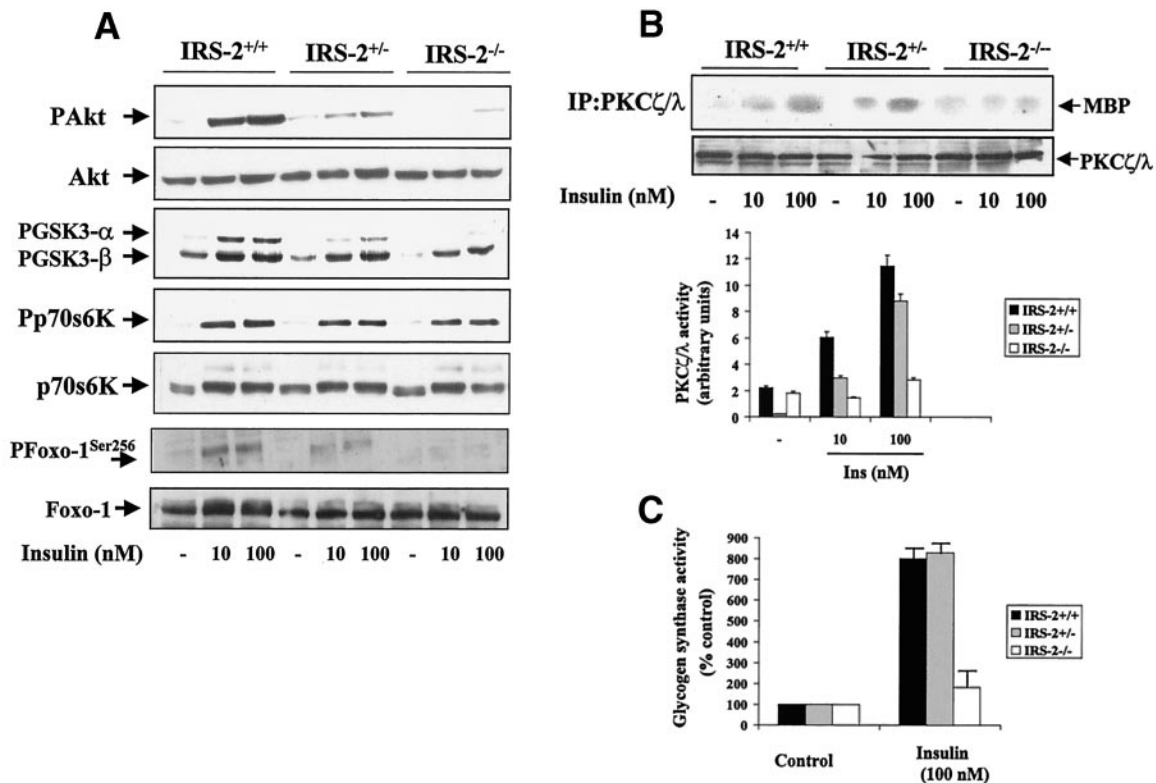 A
IRS-2+/+ IRS-2+/- IRS-2-/-
PAkt
Akt
PGSK3-α
PGSK3-β
Pp70s6K
p70s6K
PFoxo-1Ser256
Foxo-1
Insulin (nM) - 10 100 - 10 100 - 10 100
B
IRS-2+/+ IRS-2+/- IRS-2-/--
IP:PKCζ/λ MBP
PKCζ/λ
Insulin (nM) - 10 100 - 10 100 - 10 100
PKCζ/λ activity
(arbitrary units)
14
12
10
8
6
4
2
0
- 10 100
Ins (nM)
IRS-2+/+
IRS-2+/-
IRS-2-/-
C
Glycogen synthase activity
(% control)
900
800
700
600
500
400
300
200
100
0
Control Insulin
(100 nM)
IRS-2+/+
IRS-2+/-
IRS-2-/-